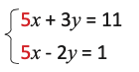 5x + 3y = 11
5x - 2y = 1